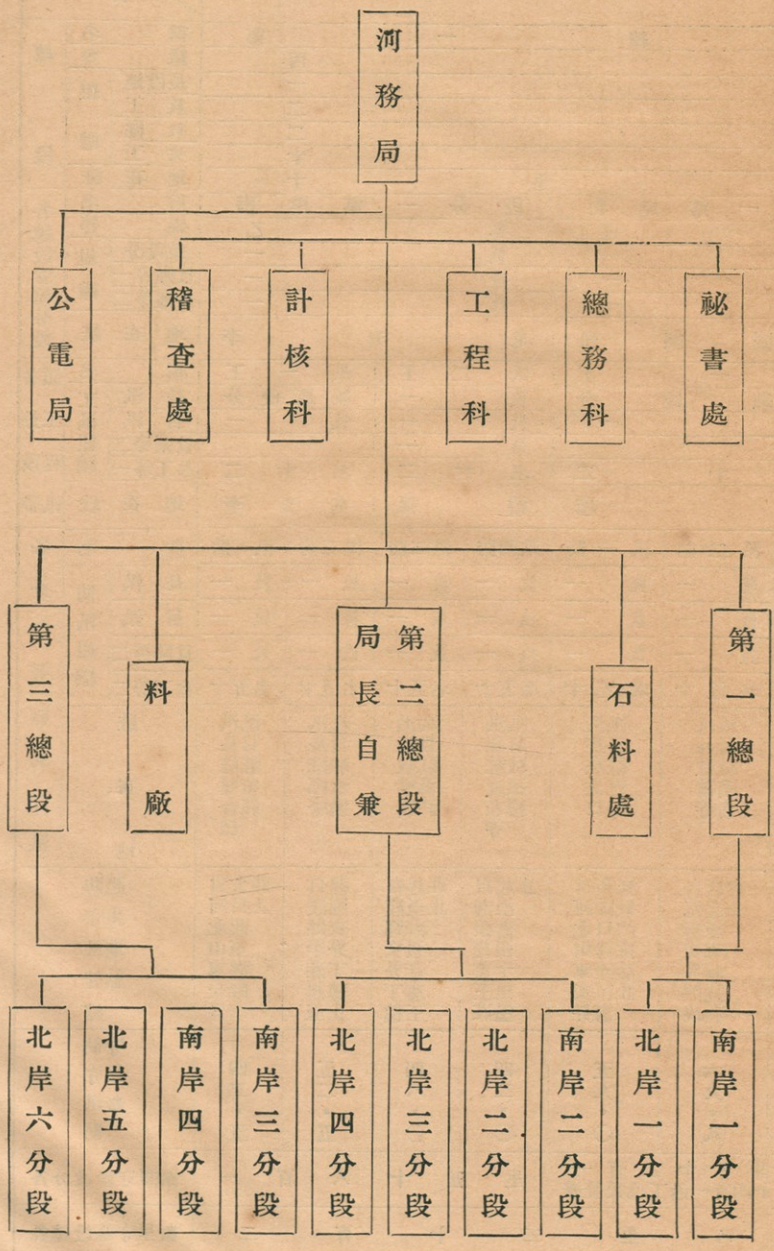 河務局
祕書處
總務科
工程科
計核科
稽查處
公電局
第一總段
石料處
第二總段
局長自兼
料廠
第三總段
南岸一分段
北岸一分段
南岸二分段
北岸二分段
北岸三分段
北岸四分段
南岸三分段
南岸四分段
北岸五分段
北岸六分段